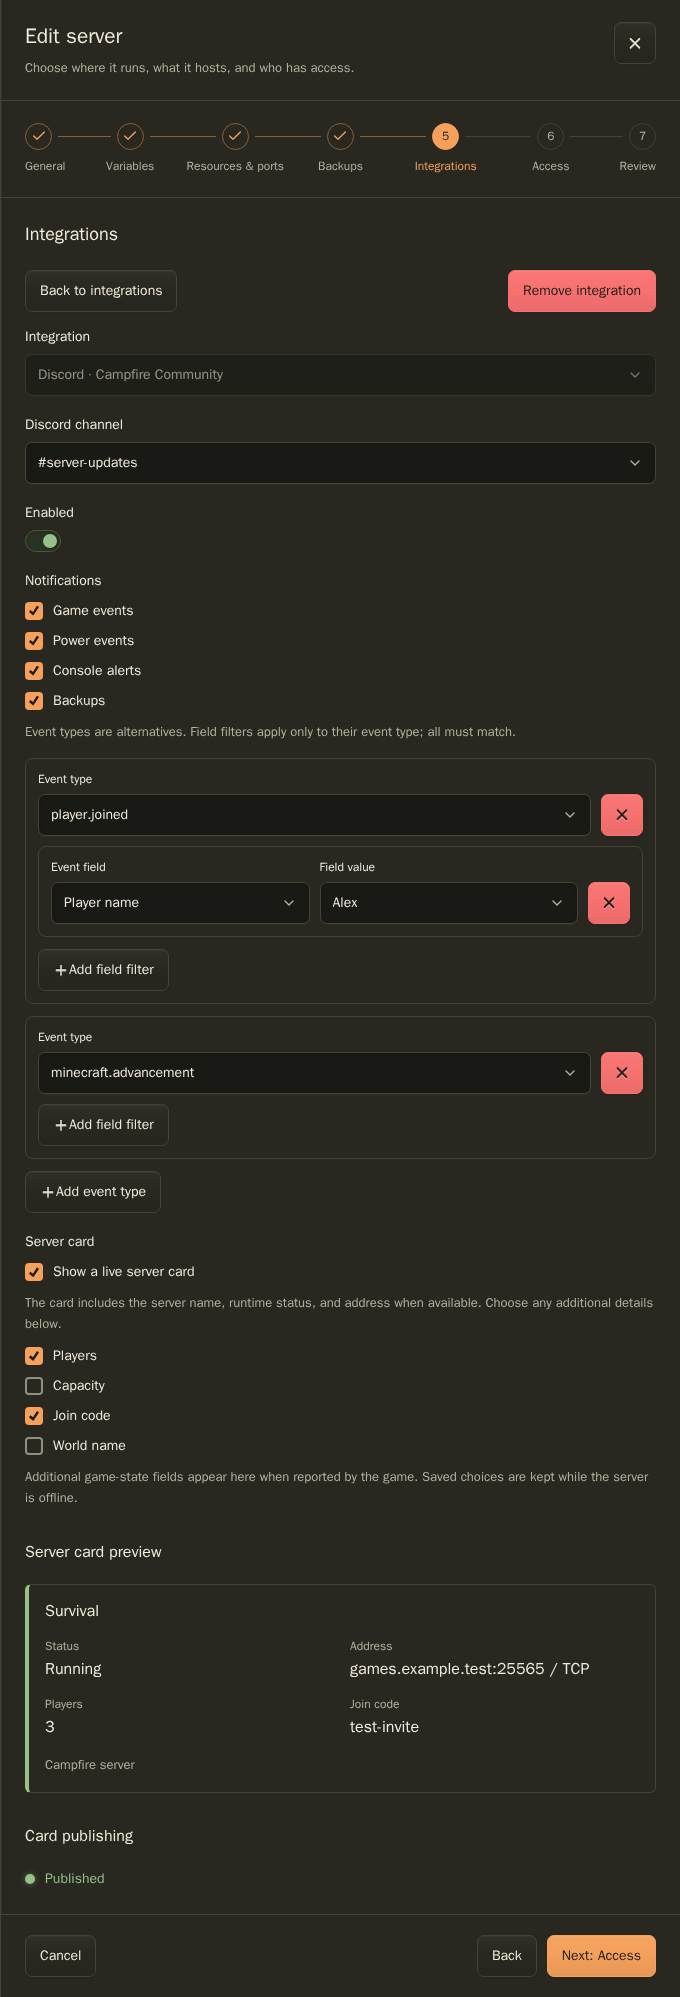 Edit server
Choose where it runs, what it hosts, and who has access.
5 6 7
General Variables Resources & ports Backups Integrations Access Review
Integrations
Back to integrations Remove integration
Integration
Discord · Campfire Community
Discord channel
#server-updates
Enabled
Notifications
Game events
Power events
Console alerts
Backups
Event types are alternatives. Field filters apply only to their event type; all must match.
Event type
player.joined
Event field Field value
Player name Alex
Add field filter
Event type
minecraft.advancement
Add field filter
Add event type
Server card
Show a live server card
The card includes the server name, runtime status, and address when available. Choose any additional details
below.
Players
Capacity
Join code
World name
Additional game-state fields appear here when reported by the game. Saved choices are kept while the server
is offline.
Server card preview
Survival
Status Address
Running games.example.test:25565 / TCP
Players Join code
3 test-invite
Campfire server
Card publishing
Published
Cancel Back Next: Access